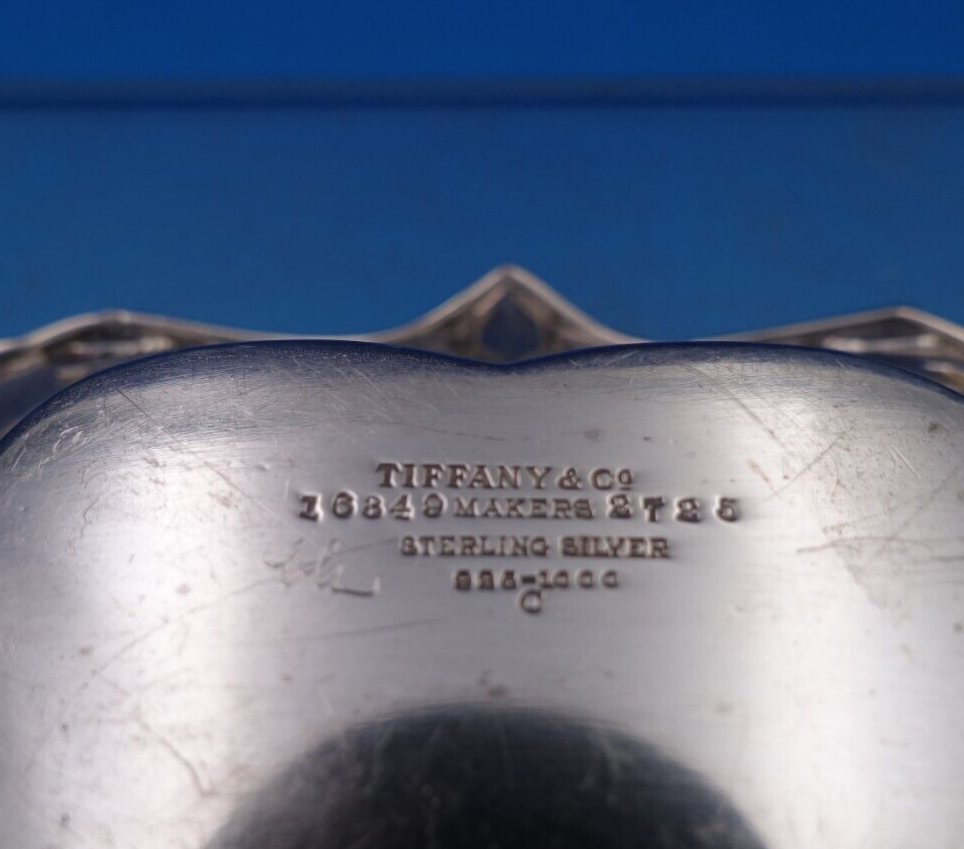 TIFFANY & Cº
16849 MAKERS 2725
STERLING SILVER
925-1000
C